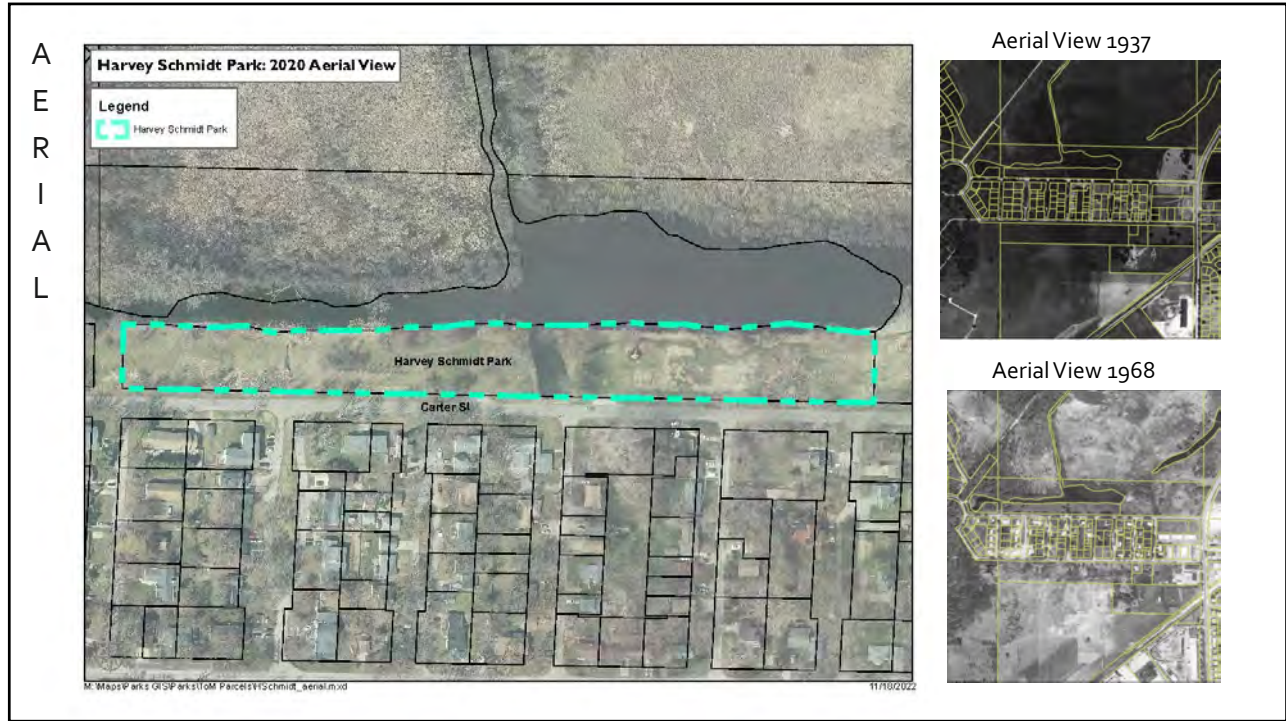 AERIAL
Harvey Schmidt Park: 2020 Aerial View
Legend
Harvey Schmidt Park
Harvey Schmidt Park
Carter St
M:\Maps\Parks GIS\Parks\ToM Parcels\HSchmidt_aerial.mxd
11/18/2022
Aerial View 1937
Aerial View 1968